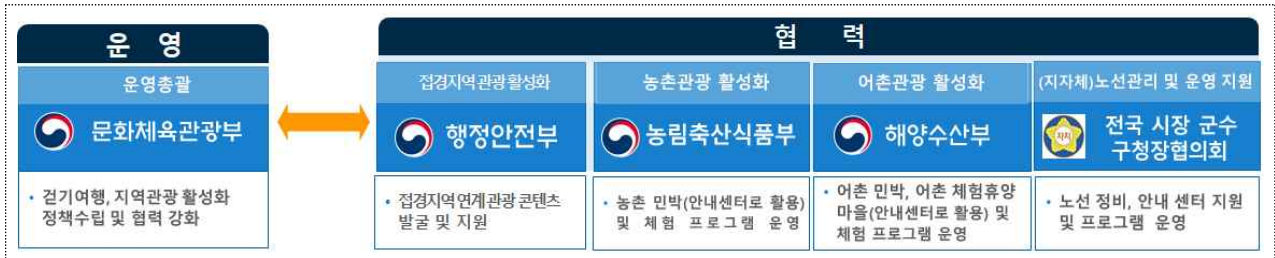 운 영
운영총괄
문화체육관광부
• 걷기여행, 지역관광 활성화
정책수립 및 협력 강화
협 력
접경지역 관광 활성화
행정안전부
• 접경지역 연계관광 콘텐츠
발굴 및 지원
농촌관광 활성화
농림축산식품부
• 농촌 민박(안내센터로 활용)
및 체험 프로그램 운영
어촌관광 활성화
해양수산부
• 어촌 민박, 어촌 체험휴양
마을(안내센터로 활용) 및
체험 프로그램 운영
(지자체)노선관리 및 운영 지원
자치
전국 시장 군수
구청장협의회
• 노선 정비, 안내 센터 지원
및 프로그램 운영